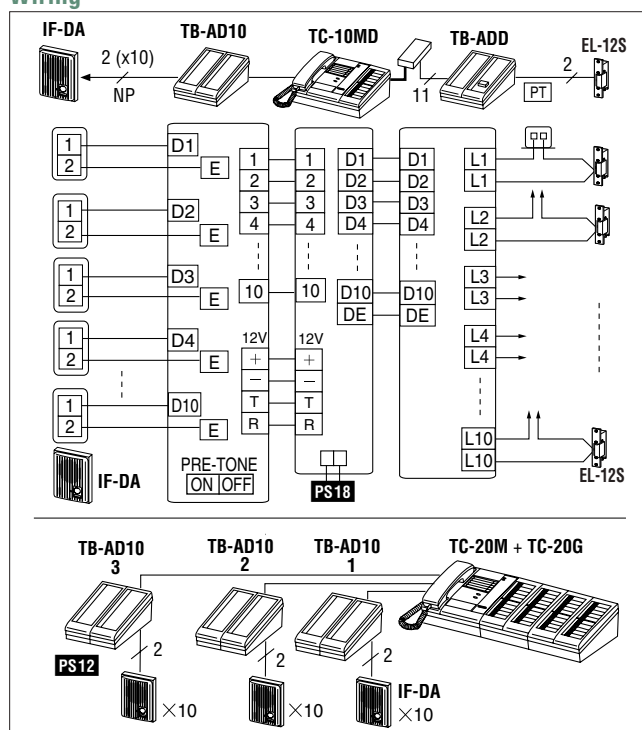 Wiring
IF-DA TB-AD10 TC-10MD TB-ADD EL-12S
2 (x10) 2
NP 11 PT
1 D1 1 1 D1 D1 L1
2 E 2 2 D2 D2 L1
1 D2 3 3 D3 D3 L2
2 E 4 4 D4 D4 L2
1 D3 10 10 D10 D10 L3
2 E DE DE L3
1 D4 12V 12V L4
2 E + + L4
− −
1 D10 T T
2 E R R L10
L10
IF-DA PRE-TONE EL-12S
ON OFF PS18
TB-AD10 TB-AD10 TB-AD10 TC-20M + TC-20G
3 2 1
PS12 2 2 2
×10 ×10 IF-DA
×10